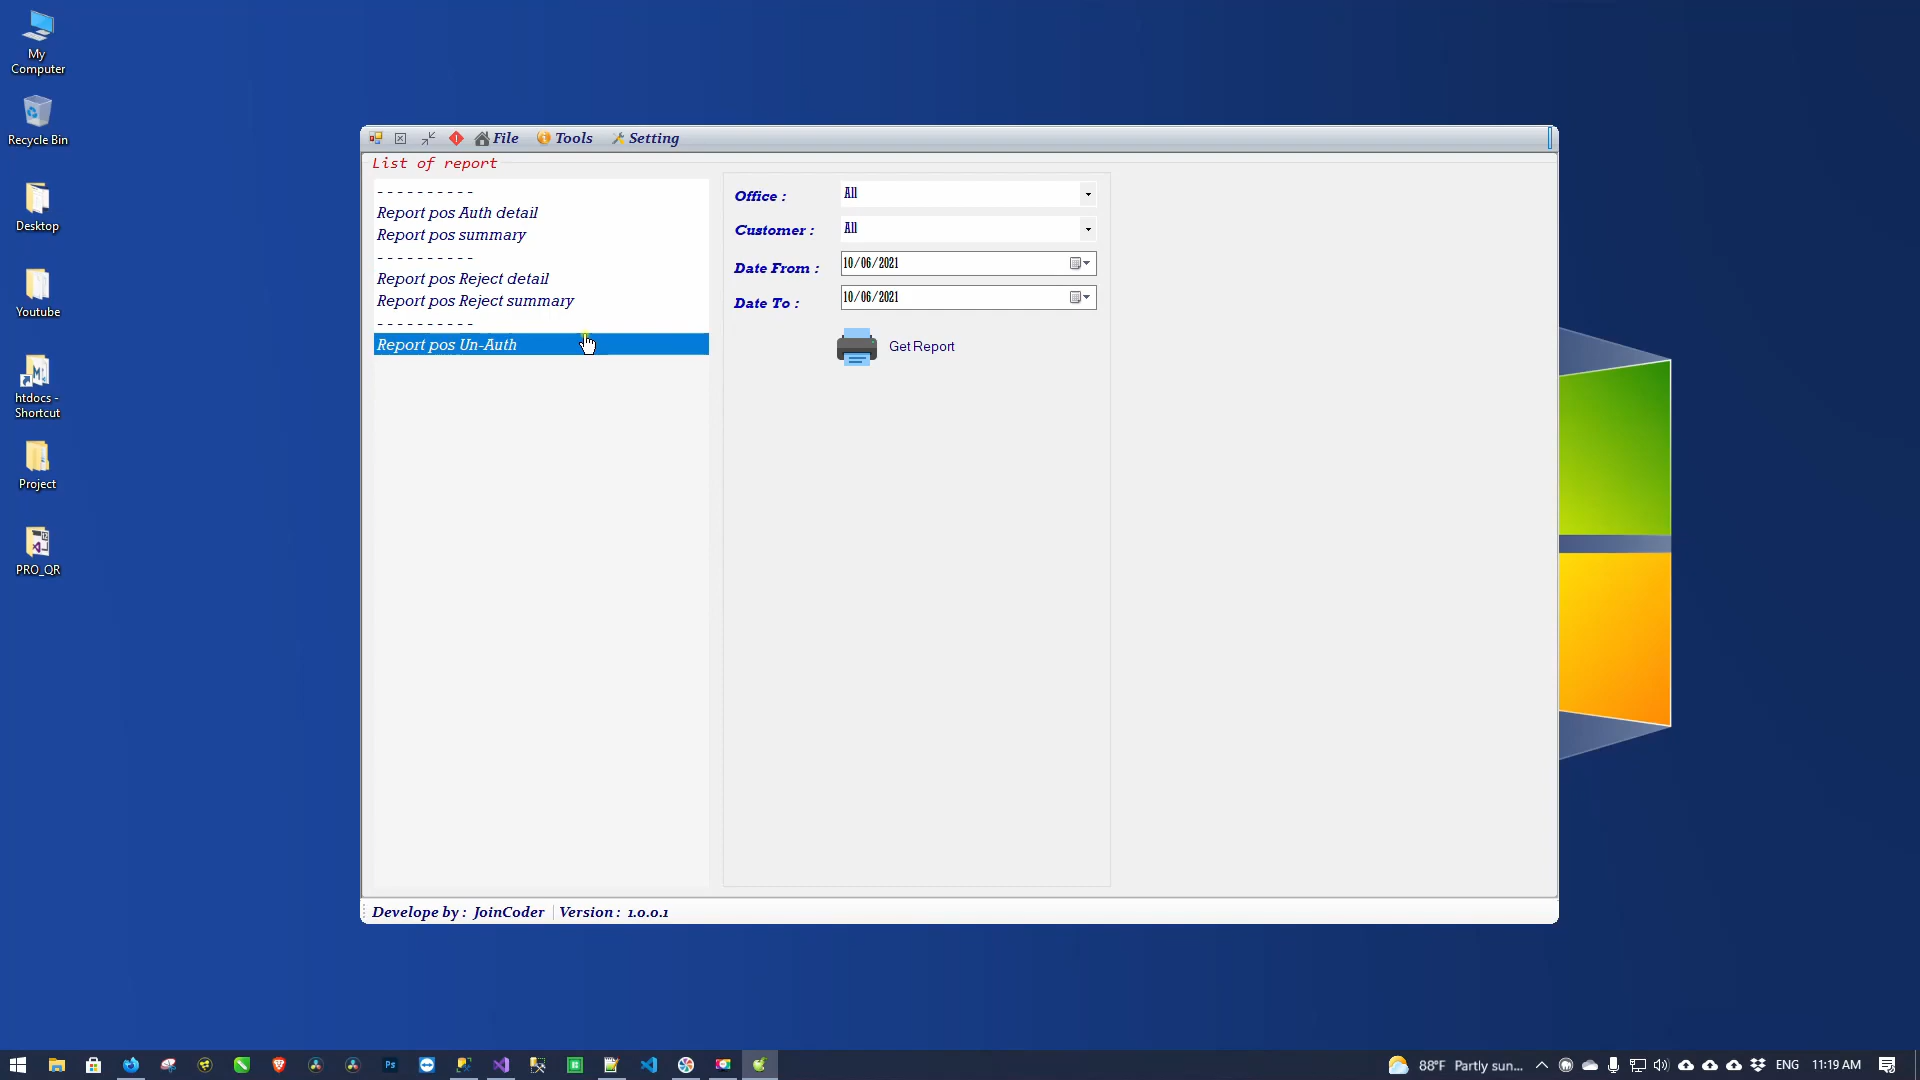 My
Computer
Recycle Bin
Desktop
Youtube
htdocs -
Shortcut
Project
PRO_QR
File Tools Setting
List of report
- - - - - - - - - -
Report pos Auth detail
Report pos summary
- - - - - - - - - -
Report pos Reject detail
Report pos Reject summary
- - - - - - - - - -
Report pos Un-Auth
Office : All
Customer : All
Date From : 10/06/2021
Date To : 10/06/2021
Get Report
Develope by : JoinCoder Version : 1.0.0.1
Ps
88°F Partly sun... ENG 11:19 AM